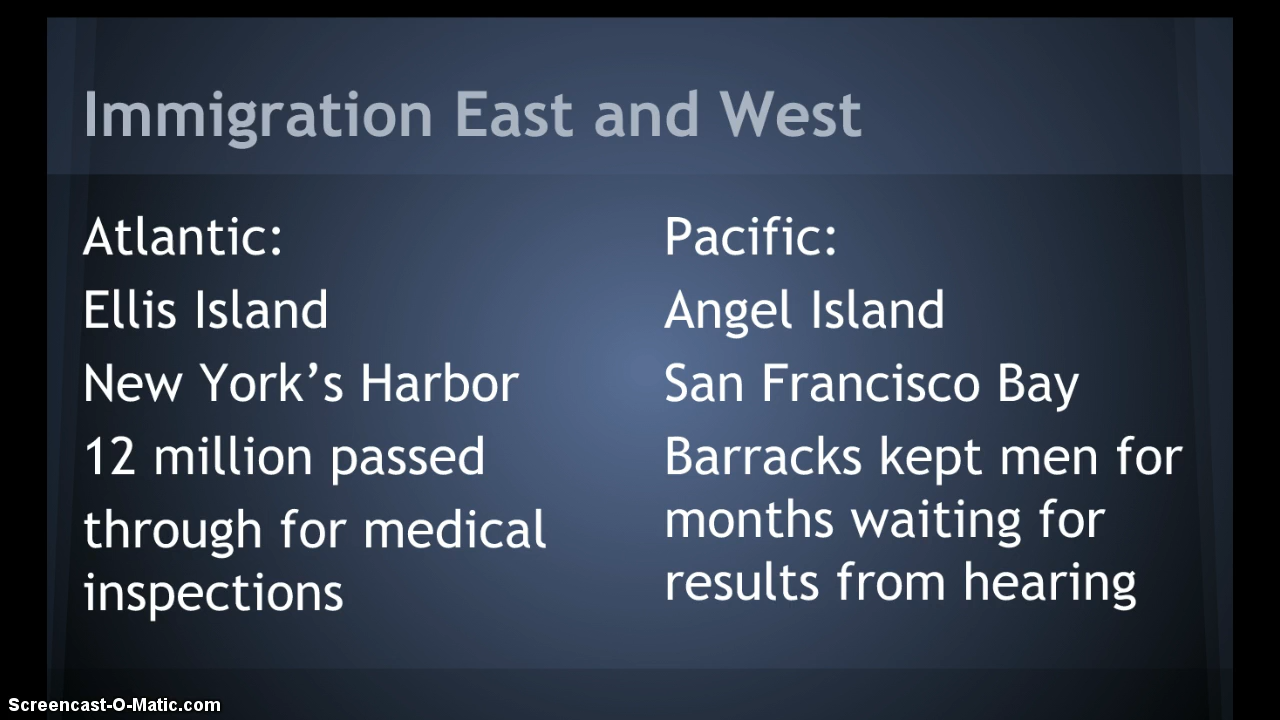 Immigration East and West
Atlantic:
Ellis Island
New York’s Harbor
12 million passed
through for medical
inspections
Pacific:
Angel Island
San Francisco Bay
Barracks kept men for
months waiting for
results from hearing
Screencast-O-Matic.com